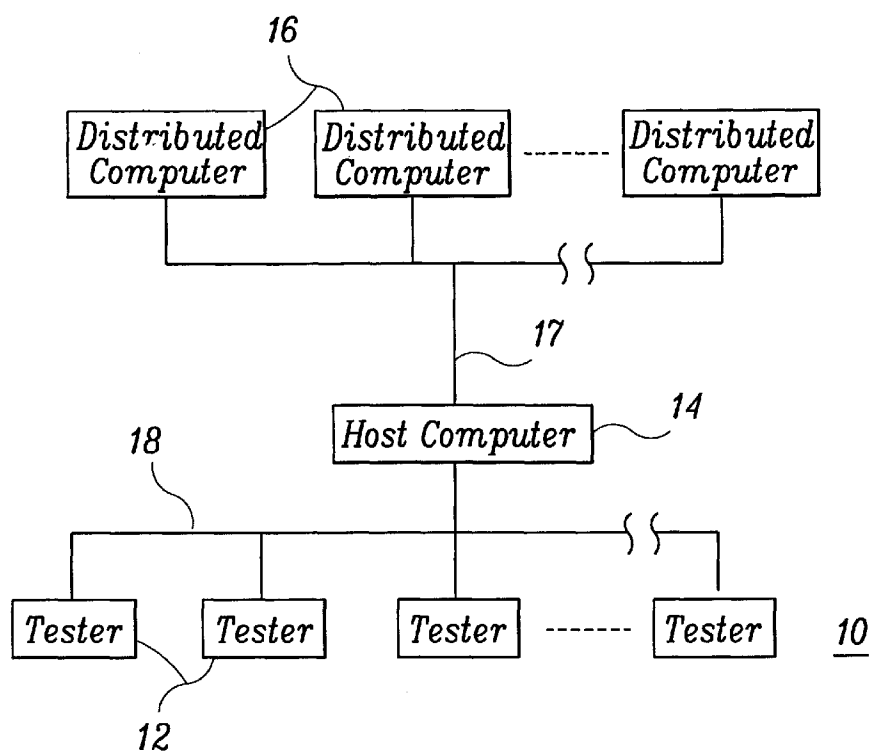 16
Distributed Computer
Distributed Computer
Distributed Computer
17
Host Computer
14
18
Tester
Tester
Tester
Tester
10
12